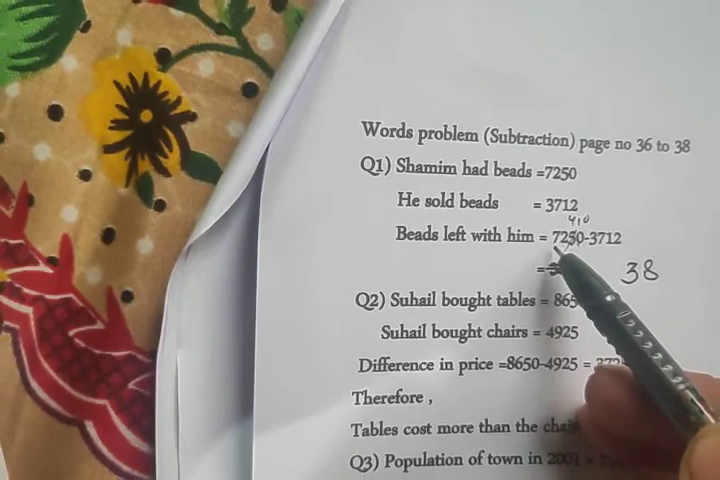 Words problem (Subtraction) page no 36 to 38
Q1) Shamim had beads =7250
He sold beads = 3712
410
Beads left with him = 7250-3712
= 38
Q2) Suhail bought tables = 865
Suhail bought chairs = 4925
Difference in price =8650-4925 =
Therefore ,
Tables cost more than the chai
Q3) Population of town in 2001 =